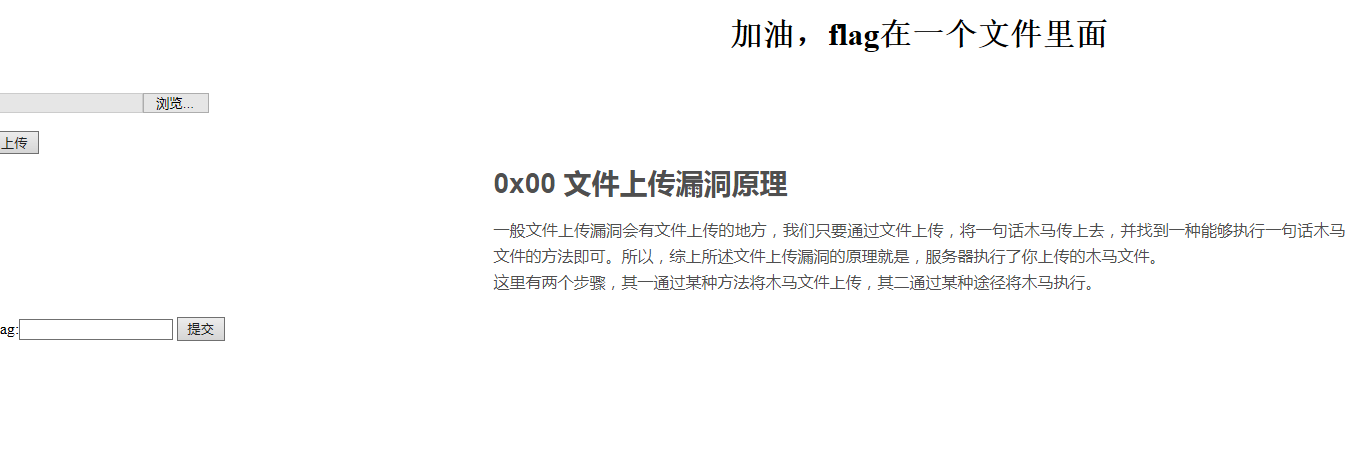 加油，flag在一个文件里面
浏览...
上传
0x00 文件上传漏洞原理
一般文件上传漏洞会有文件上传的地方，我们只要通过文件上传，将一句话木马传上去，并找到一种能够执行一句话木马
文件的方法即可。所以，综上所述文件上传漏洞的原理就是，服务器执行了你上传的木马文件。
这里有两个步骤，其一通过某种方法将木马文件上传，其二通过某种途径将木马执行。
ag: 提交